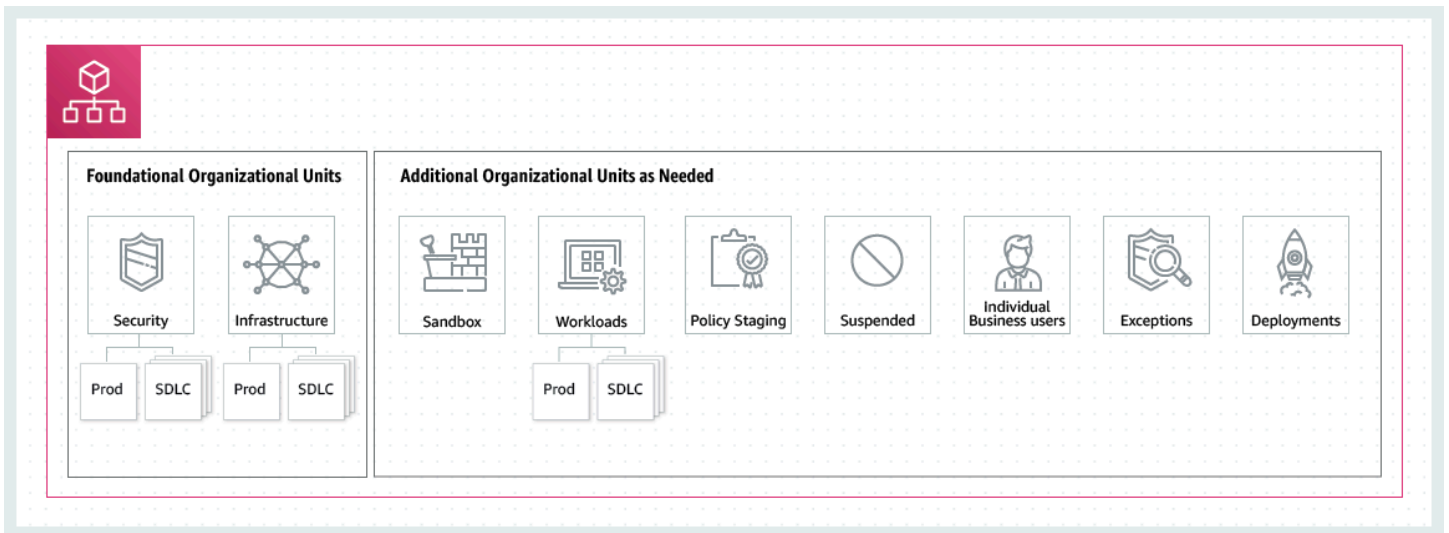 Foundational Organizational Units
Additional Organizational Units as Needed
Security
Infrastructure
Sandbox
Workloads
Policy Staging
Suspended
Individual
Business users
Exceptions
Deployments
Prod
SDLC
Prod
SDLC
Prod
SDLC